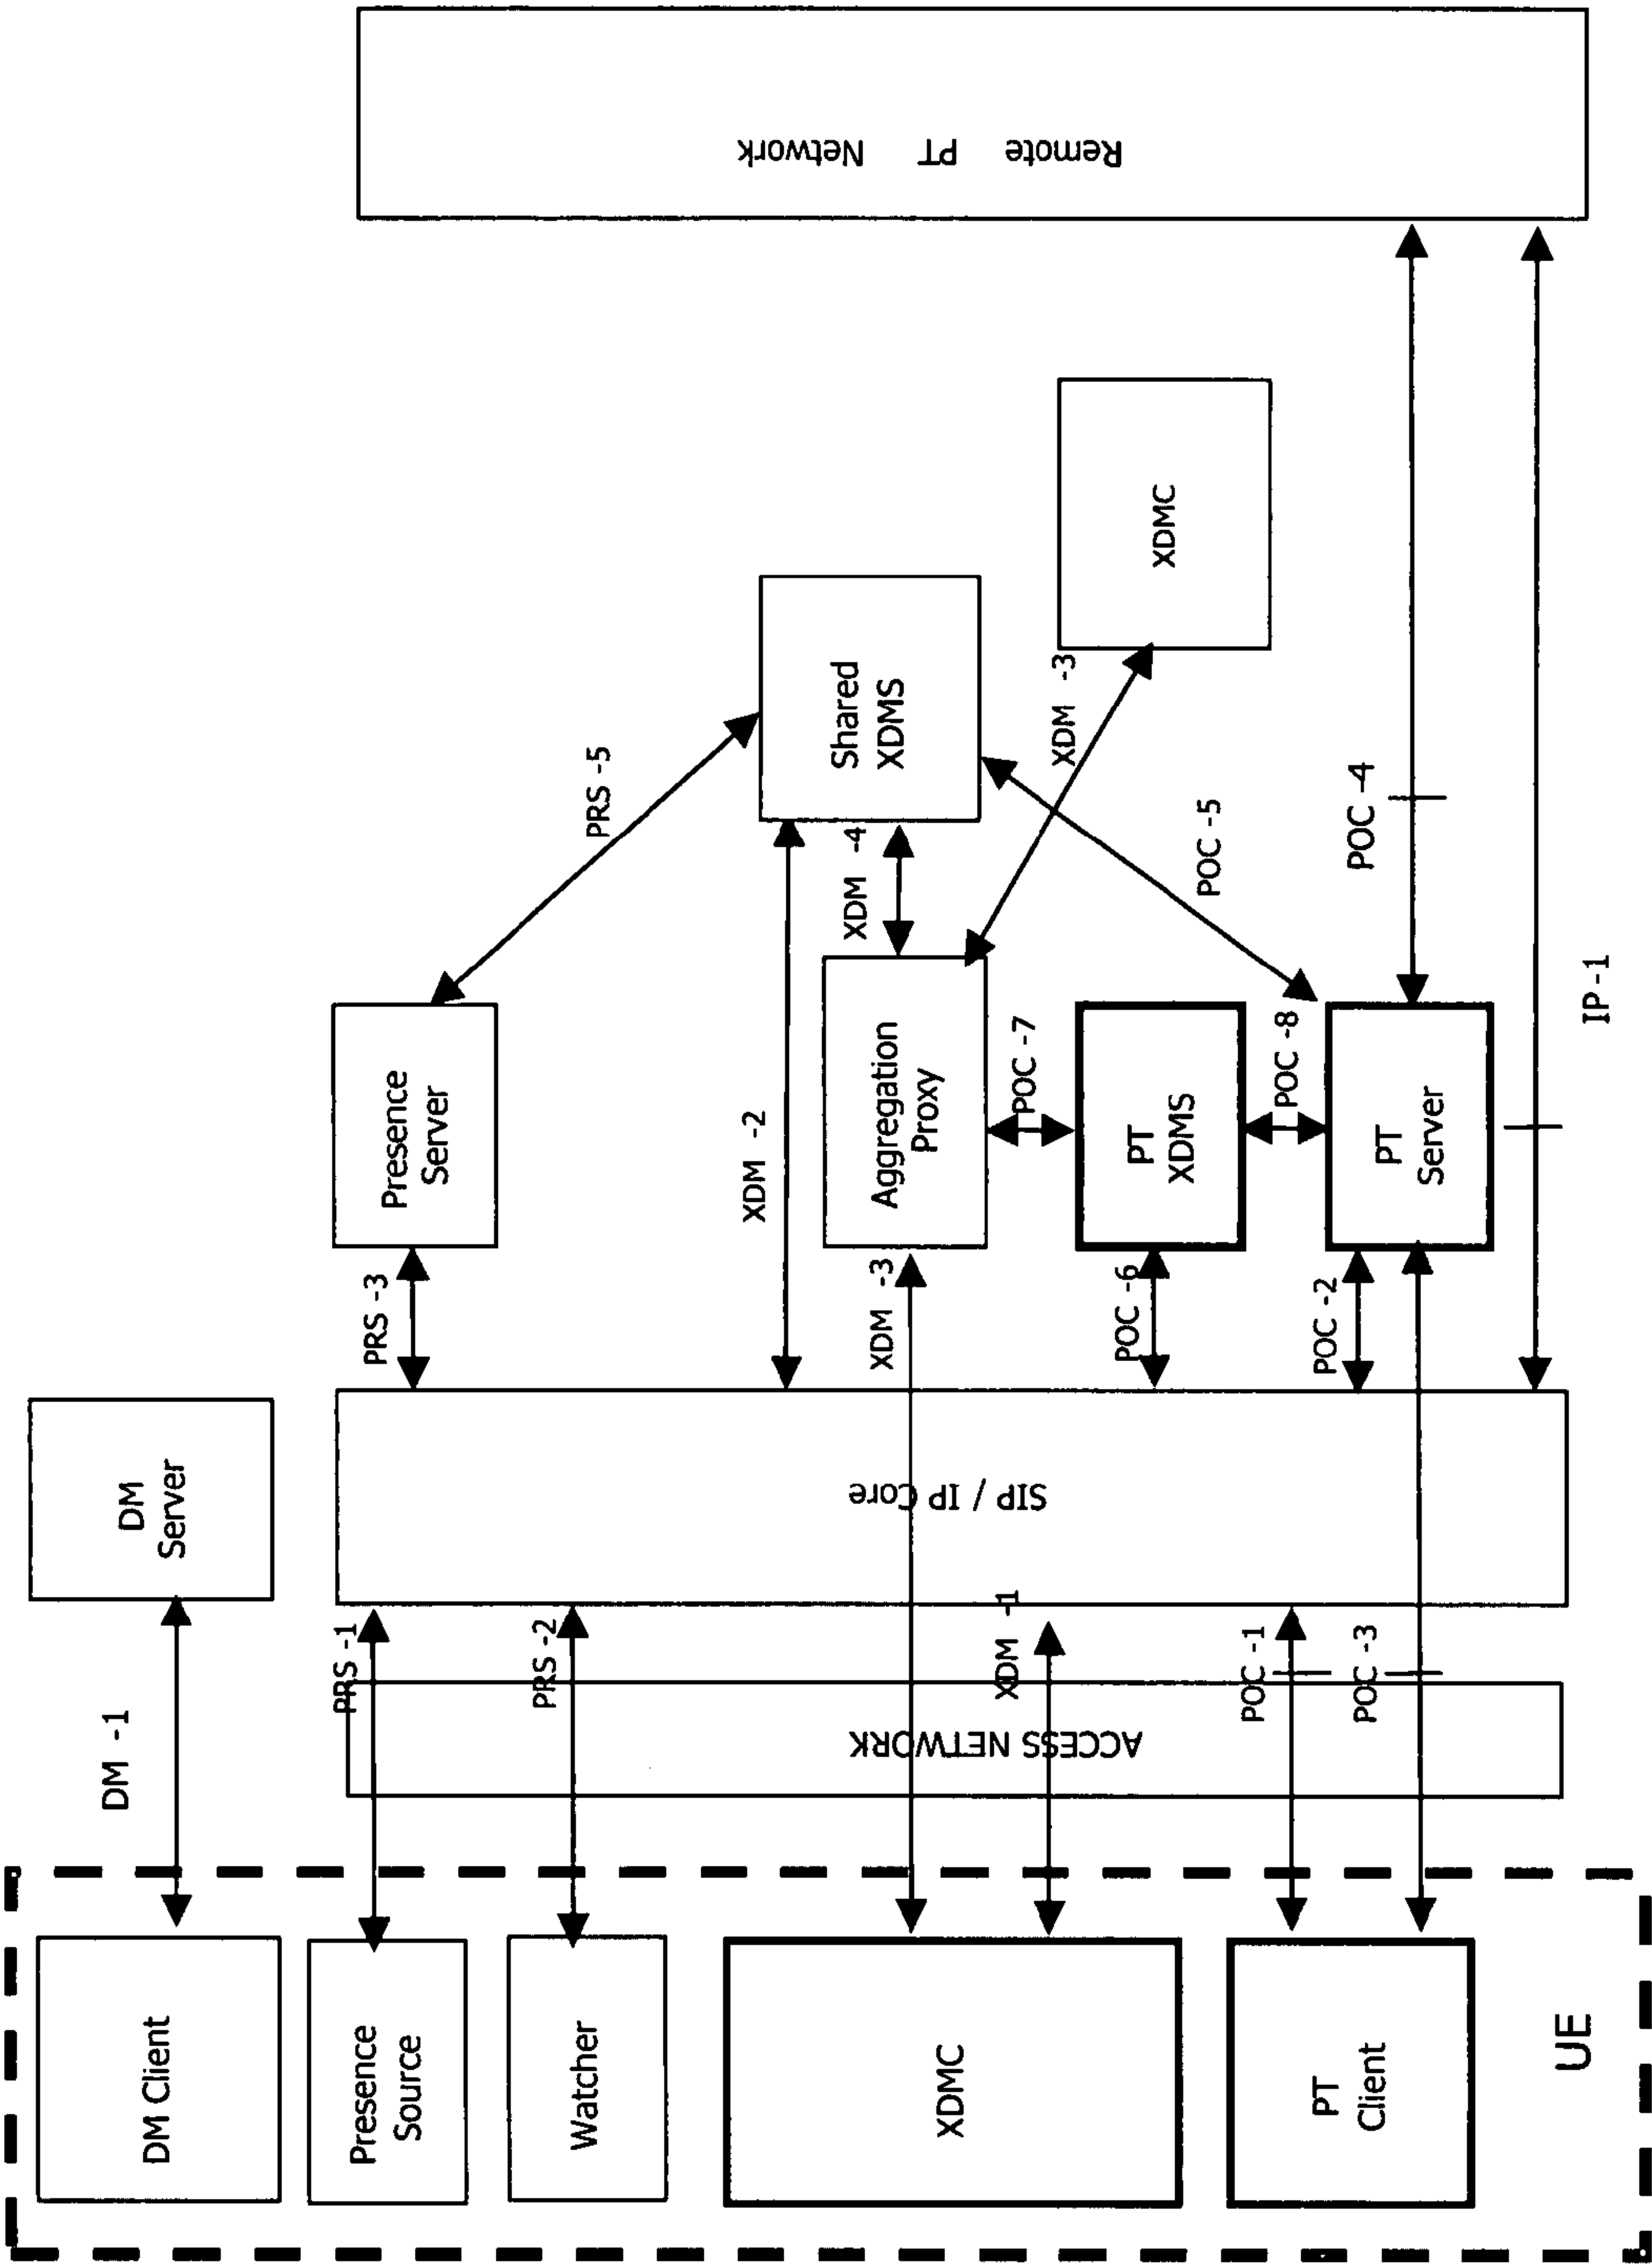 DM Client
DM -1
DM
Server
Presence
Source
PRS -1
PRS -3
Presence
Server
PRS -5
Watcher
PRS -2
XDM -2
Shared
XDMS
XDMC
XDM -3
XDM -4
Aggregation
Proxy
XDM -1
XDM -3
XDMC
POC -7
PT
XDMS
POC -6
POC -8
POC -5
PT
Client
POC -1
POC -3
POC -2
PT
Server
POC -4
IP -1
UE
ACCESS NETWORK
SIP / IP Core
Remote PT Network